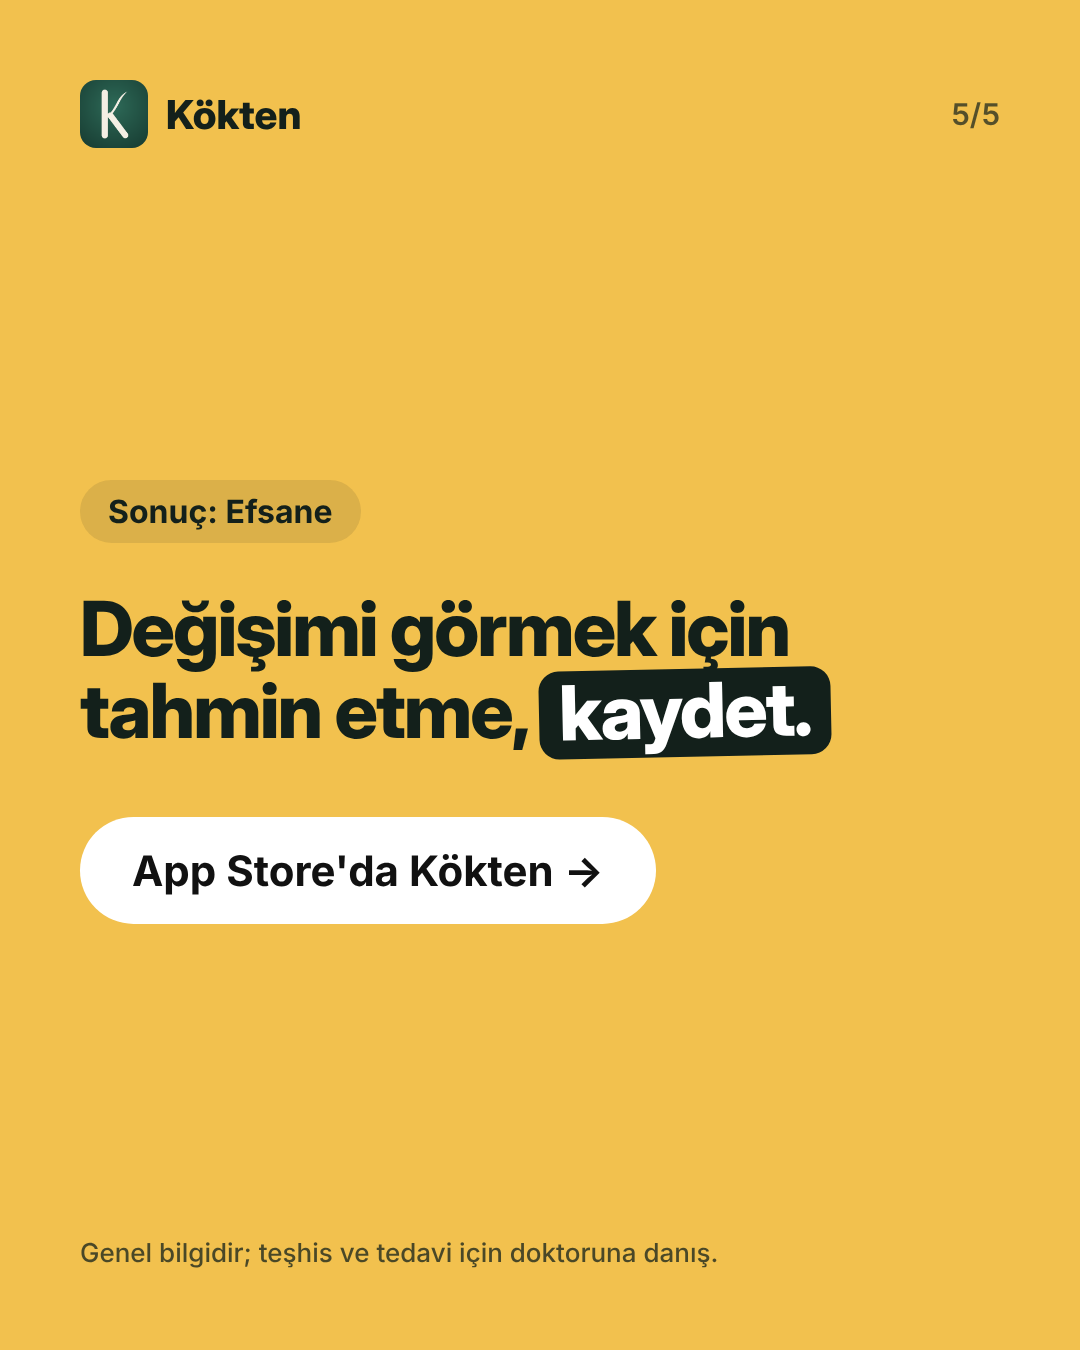 K Kökten
5/5
Sonuç: Efsane
Değişimi görmek için
tahmin etme, kaydet.
App Store'da Kökten →
Genel bilgidir; teşhis ve tedavi için doktoruna danış.